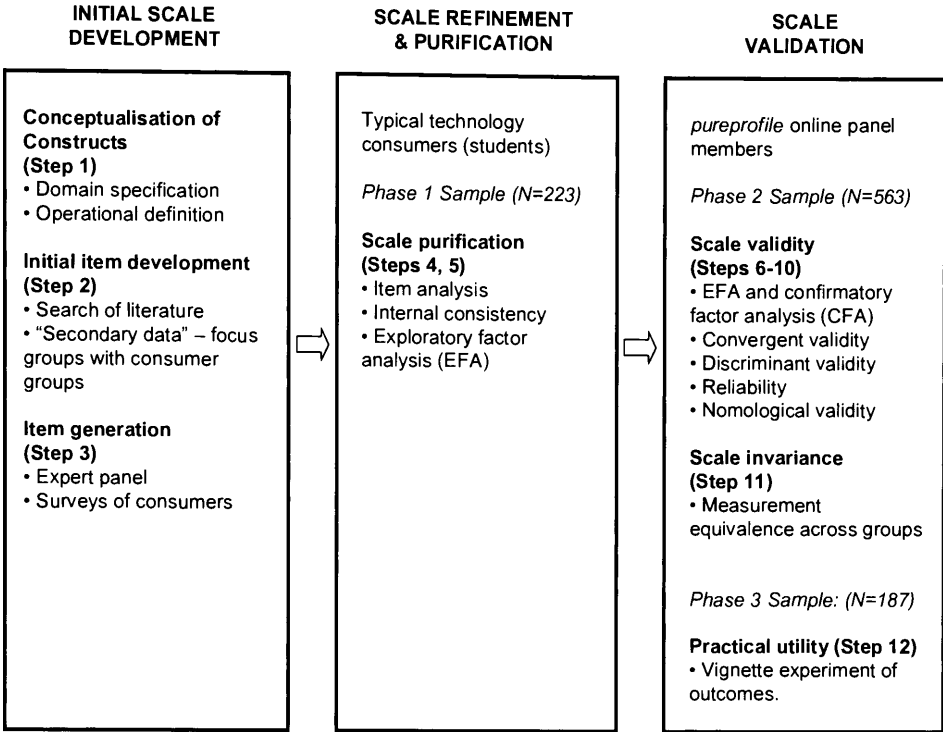 INITIAL SCALE
DEVELOPMENT
Conceptualisation of
Constructs
(Step 1)
• Domain specification
• Operational definition
Initial item development
(Step 2)
• Search of literature
• “Secondary data” – focus
groups with consumer
groups
Item generation
(Step 3)
• Expert panel
• Surveys of consumers
SCALE REFINEMENT
& PURIFICATION
Typical technology
consumers (students)
Phase 1 Sample (N=223)
Scale purification
(Steps 4, 5)
• Item analysis
• Internal consistency
• Exploratory factor
analysis (EFA)
SCALE
VALIDATION
pureprofile online panel
members
Phase 2 Sample (N=563)
Scale validity
(Steps 6-10)
• EFA and confirmatory
factor analysis (CFA)
• Convergent validity
• Discriminant validity
• Reliability
• Nomological validity
Scale invariance
(Step 11)
• Measurement
equivalence across groups
Phase 3 Sample: (N=187)
Practical utility (Step 12)
• Vignette experiment of
outcomes.